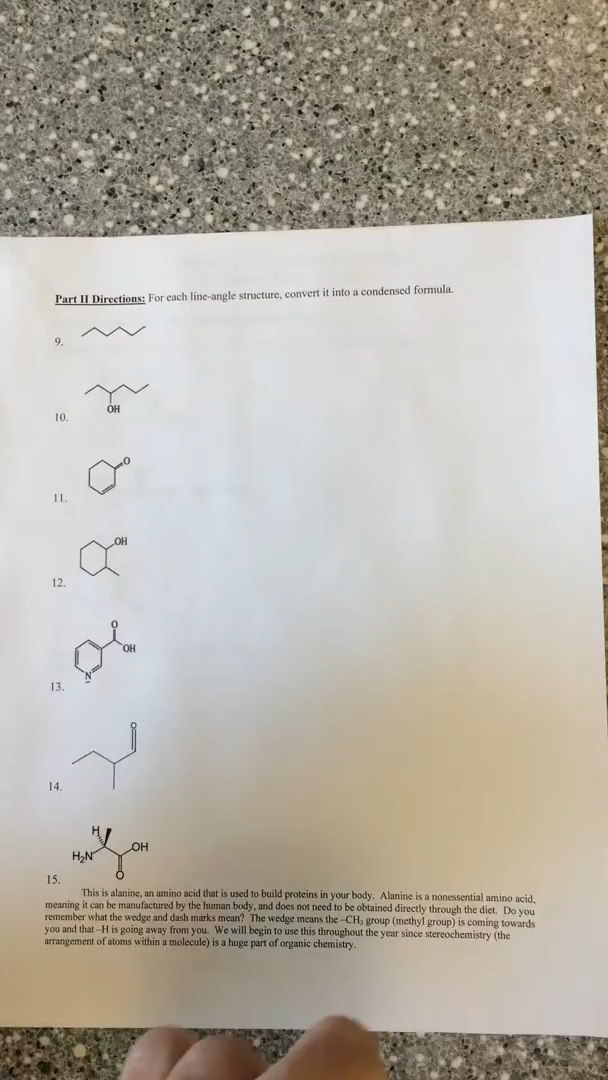 Part II Directions: For each line-angle structure, convert it into a condensed formula.
9.
OH
10.
O
11.
OH
12.
O
OH
N
13.
O
14.
H
H₂N
OH
O
15.
This is alanine, an amino acid that is used to build proteins in your body. Alanine is a nonessential amino acid,
meaning it can be manufactured by the human body, and does not need to be obtained directly through the diet. Do you
remember what the wedge and dash marks mean? The wedge means the –CH₃ group (methyl group) is coming towards
you and that –H is going away from you. We will begin to use this throughout the year since stereochemistry (the
arrangement of atoms within a molecule) is a huge part of organic chemistry.